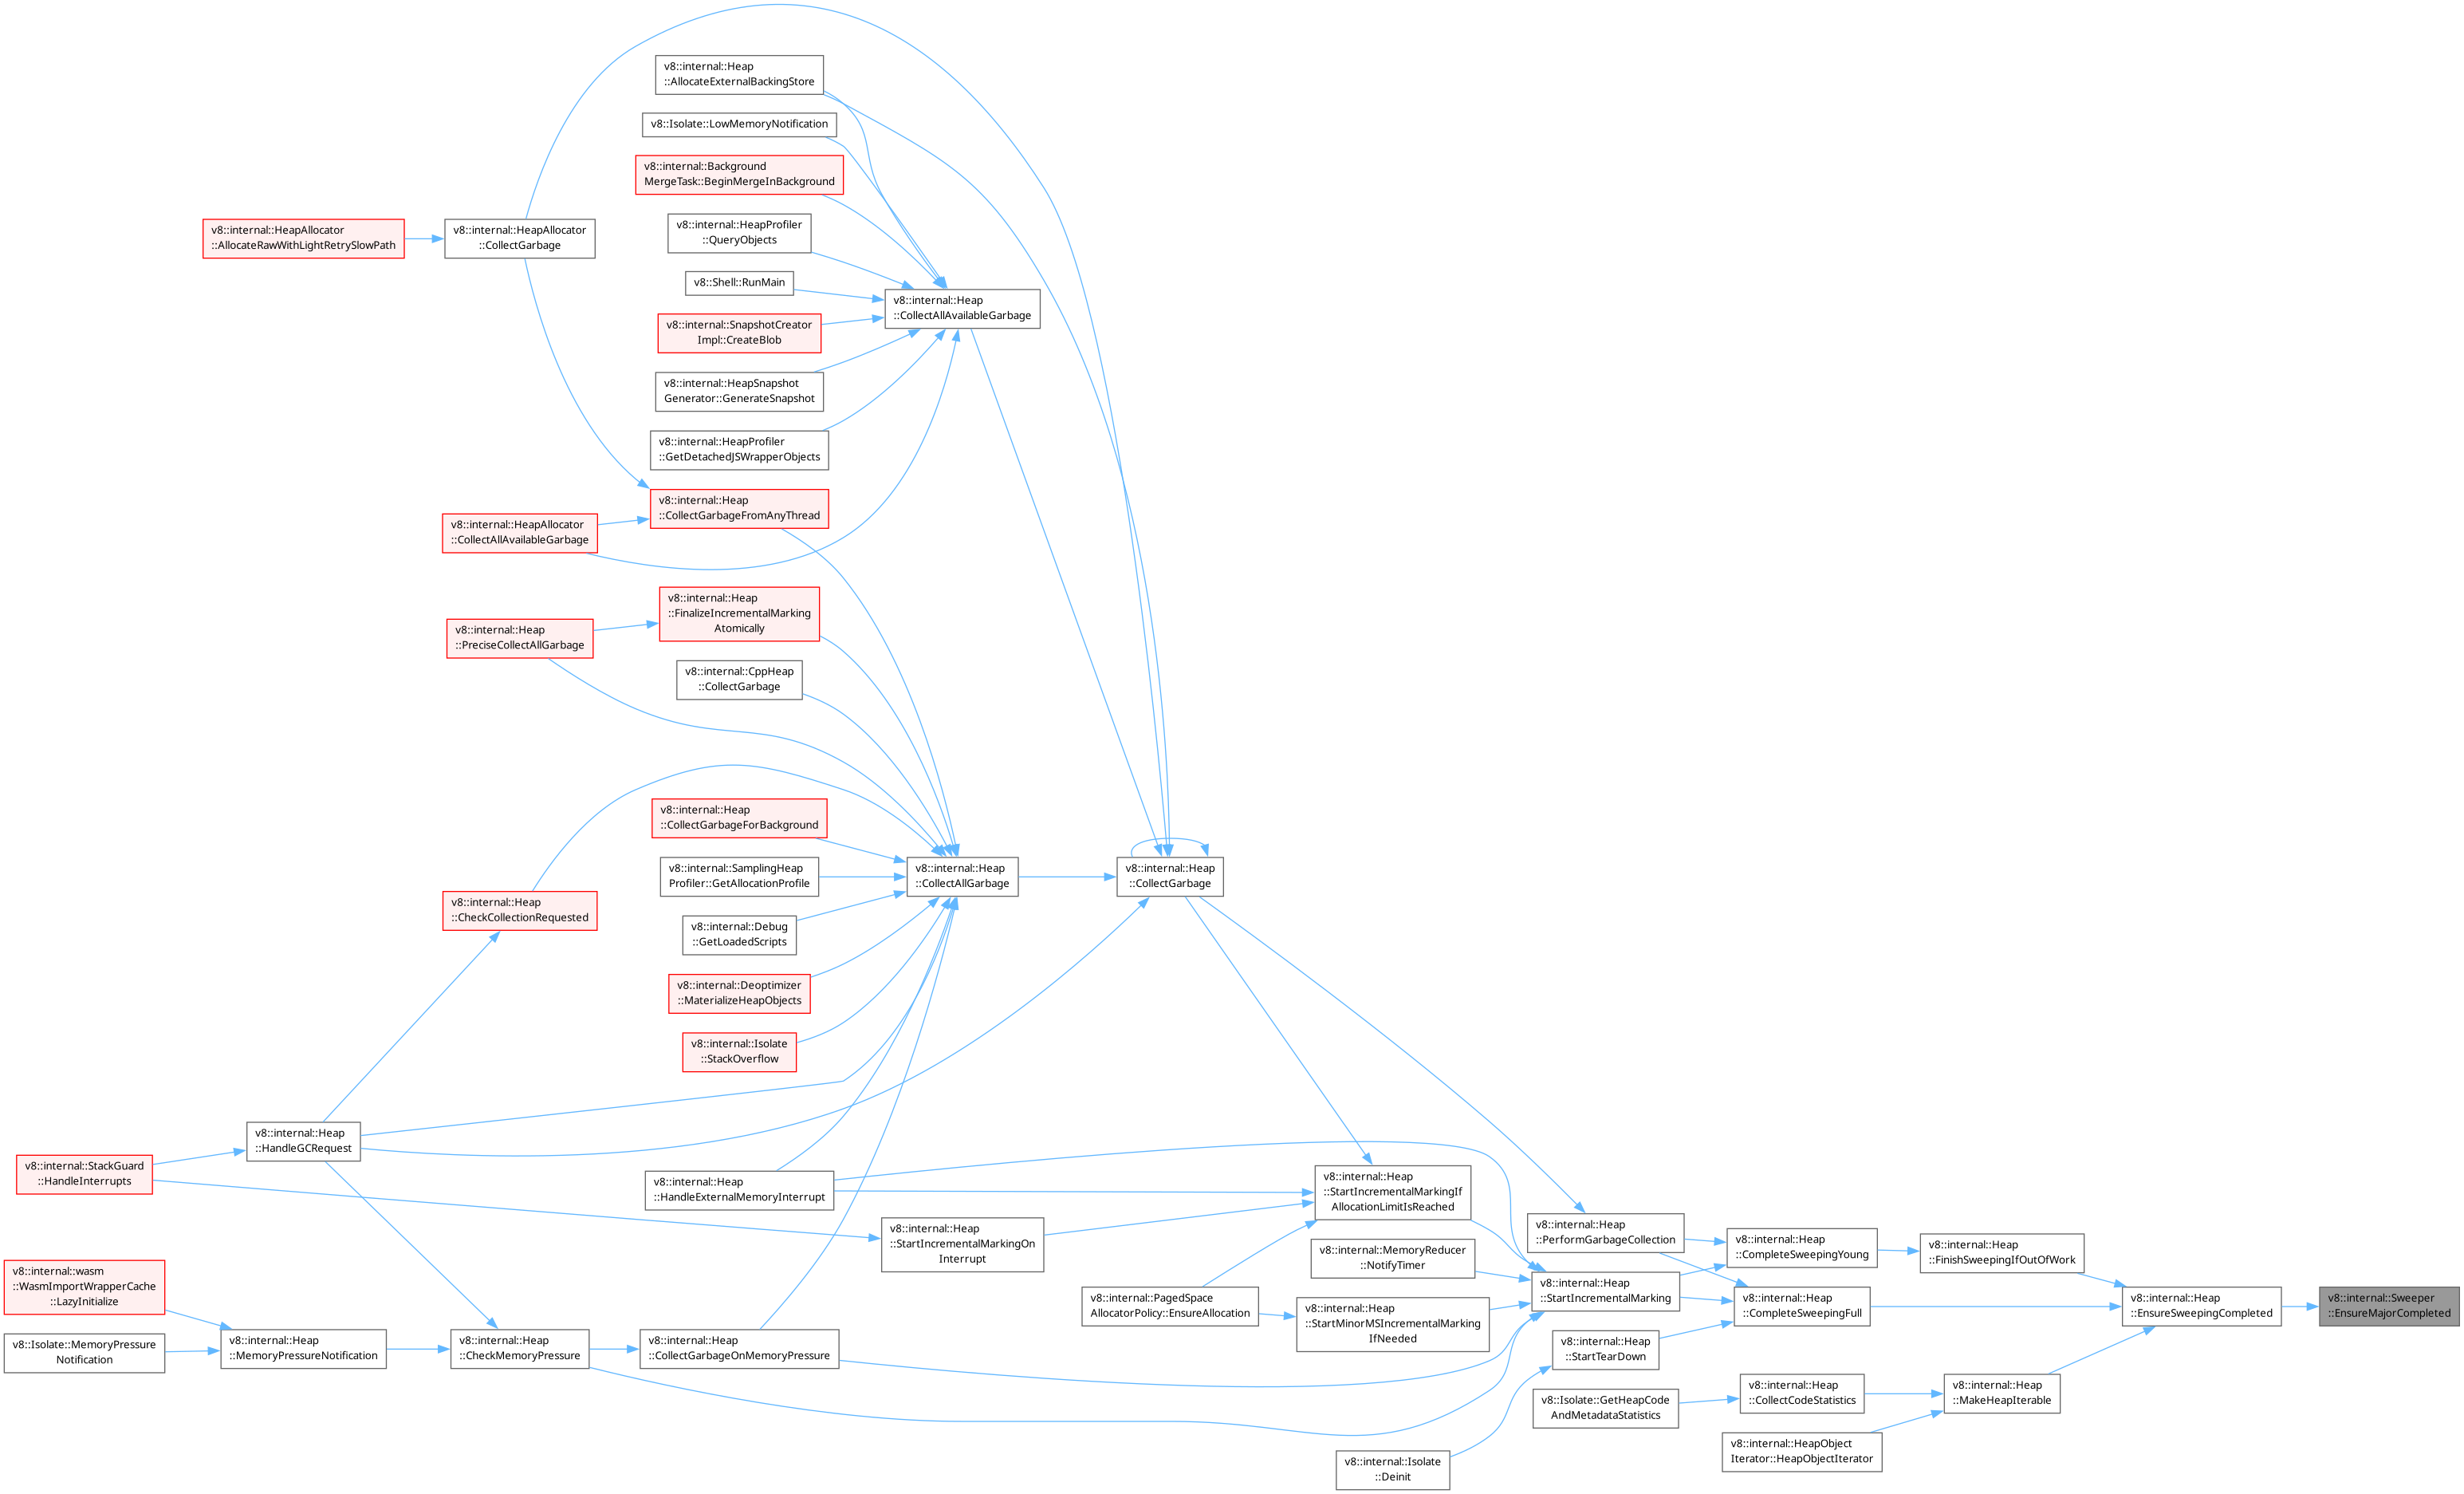 v8::internal::Heap
::AllocateExternalBackingStore
v8::Isolate::LowMemoryNotification
v8::internal::Background
MergeTask::BeginMergeInBackground
v8::internal::HeapProfiler
::QueryObjects
v8::internal::HeapAllocator
::AllocateRawWithLightRetrySlowPath
v8::internal::HeapAllocator
::CollectGarbage
v8::Shell::RunMain
v8::internal::Heap
::CollectAllAvailableGarbage
v8::internal::SnapshotCreator
Impl::CreateBlob
v8::internal::HeapSnapshot
Generator::GenerateSnapshot
v8::internal::HeapProfiler
::GetDetachedJSWrapperObjects
v8::internal::Heap
::CollectGarbageFromAnyThread
v8::internal::HeapAllocator
::CollectAllAvailableGarbage
v8::internal::Heap
::FinalizeIncrementalMarking
Atomically
v8::internal::Heap
::PreciseCollectAllGarbage
v8::internal::CppHeap
::CollectGarbage
v8::internal::Heap
::CollectGarbageForBackground
v8::internal::SamplingHeap
Profiler::GetAllocationProfile
v8::internal::Heap
::CollectAllGarbage
v8::internal::Heap
::CollectGarbage
v8::internal::Heap
::CheckCollectionRequested
v8::internal::Debug
::GetLoadedScripts
v8::internal::Deoptimizer
::MaterializeHeapObjects
v8::internal::Isolate
::StackOverflow
v8::internal::Heap
::HandleGCRequest
v8::internal::StackGuard
::HandleInterrupts
v8::internal::Heap
::HandleExternalMemoryInterrupt
v8::internal::Heap
::StartIncrementalMarkingIf
AllocationLimitIsReached
v8::internal::Heap
::StartIncrementalMarkingOn
Interrupt
v8::internal::Heap
::PerformGarbageCollection
v8::internal::Heap
::CompleteSweepingYoung
v8::internal::Heap
::FinishSweepingIfOutOfWork
v8::internal::MemoryReducer
::NotifyTimer
v8::internal::wasm
::WasmImportWrapperCache
::LazyInitialize
v8::internal::PagedSpace
AllocatorPolicy::EnsureAllocation
v8::internal::Heap
::StartIncrementalMarking
v8::internal::Heap
::CompleteSweepingFull
v8::internal::Heap
::EnsureSweepingCompleted
v8::internal::Sweeper
::EnsureMajorCompleted
v8::internal::Heap
::StartMinorMSIncrementalMarking
IfNeeded
v8::Isolate::MemoryPressure
Notification
v8::internal::Heap
::MemoryPressureNotification
v8::internal::Heap
::CheckMemoryPressure
v8::internal::Heap
::CollectGarbageOnMemoryPressure
v8::internal::Heap
::StartTearDown
v8::Isolate::GetHeapCode
AndMetadataStatistics
v8::internal::Heap
::CollectCodeStatistics
v8::internal::Heap
::MakeHeapIterable
v8::internal::HeapObject
Iterator::HeapObjectIterator
v8::internal::Isolate
::Deinit